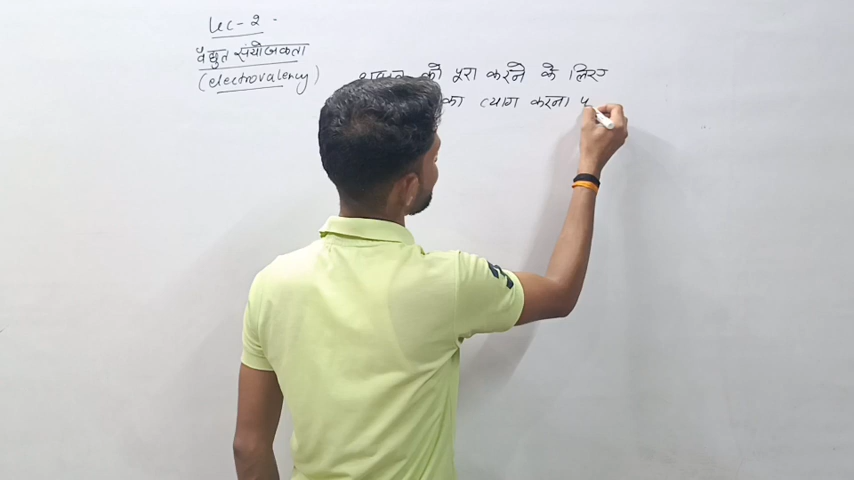 Lec-2.
वैद्युत संयोजकता
(electrovalency)
को पूरा करने के लिए
का त्याग करना प